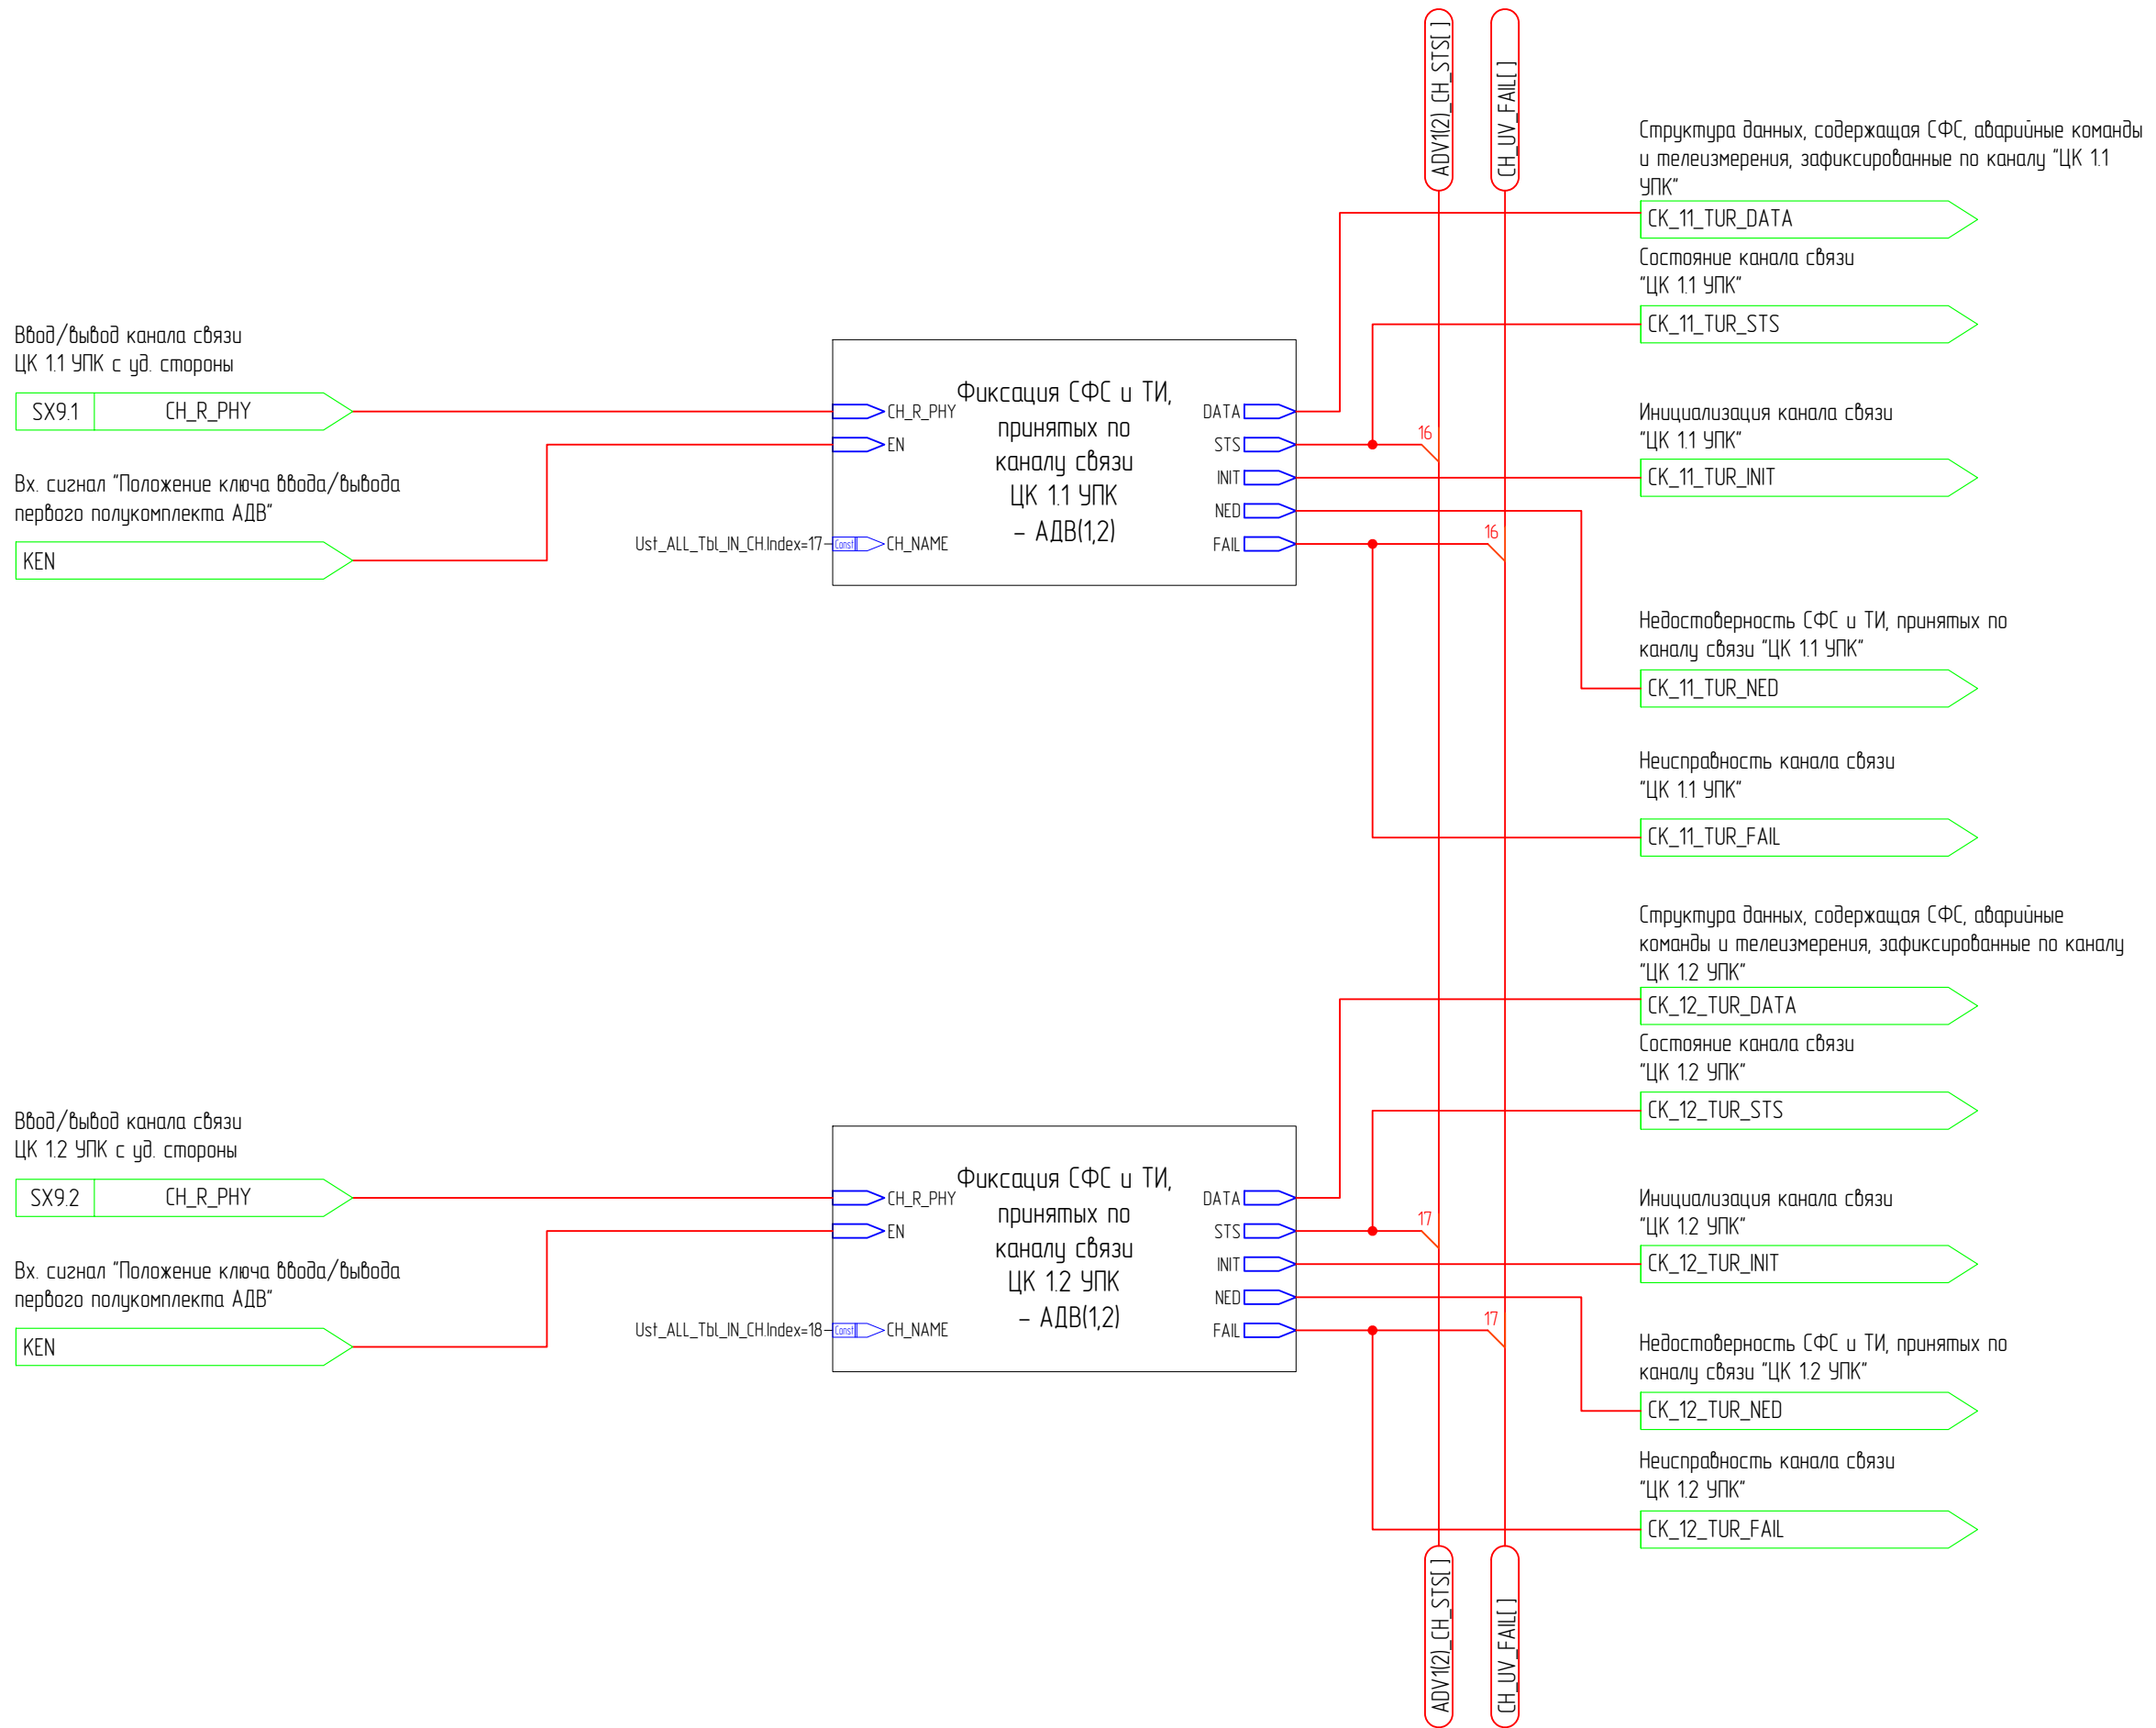 ADV1(2)_CH_STS[ ]
CH_UV_FAIL[ ]
Структура данных, содержащая СФС, аварийные команды
и телеизмерения, зафиксированные по каналу "ЦК 1.1
УПК"
CK_11_TUR_DATA
Состояние канала связи
"ЦК 1.1 УПК"
CK_11_TUR_STS
Ввод/вывод канала связи
ЦК 1.1 УПК с уд. стороны
SX9.1 CH_R_PHY
Вх. сигнал "Положение ключа ввода/вывода
первого полукомплекта АДВ"
KEN
Ust_ALL_Tbl_IN_CH.Index=17
Const
CH_R_PHY
EN
CH_NAME
Фиксация СФС и ТИ,
принятых по
каналу связи
ЦК 1.1 УПК
– АДВ(1,2)
DATA
STS
INIT
NED
FAIL
16
16
Инициализация канала связи
"ЦК 1.1 УПК"
CK_11_TUR_INIT
Недостоверность СФС и ТИ, принятых по
каналу связи "ЦК 1.1 УПК"
CK_11_TUR_NED
Неисправность канала связи
"ЦК 1.1 УПК"
CK_11_TUR_FAIL
Структура данных, содержащая СФС, аварийные
команды и телеизмерения, зафиксированные по каналу
"ЦК 1.2 УПК"
CK_12_TUR_DATA
Состояние канала связи
"ЦК 1.2 УПК"
CK_12_TUR_STS
Ввод/вывод канала связи
ЦК 1.2 УПК с уд. стороны
SX9.2 CH_R_PHY
Вх. сигнал "Положение ключа ввода/вывода
первого полукомплекта АДВ"
KEN
Ust_ALL_Tbl_IN_CH.Index=18
Const
CH_R_PHY
EN
CH_NAME
Фиксация СФС и ТИ,
принятых по
каналу связи
ЦК 1.2 УПК
– АДВ(1,2)
DATA
STS
INIT
NED
FAIL
17
17
Инициализация канала связи
"ЦК 1.2 УПК"
CK_12_TUR_INIT
Недостоверность СФС и ТИ, принятых по
каналу связи "ЦК 1.2 УПК"
CK_12_TUR_NED
Неисправность канала связи
"ЦК 1.2 УПК"
CK_12_TUR_FAIL
ADV1(2)_CH_STS[ ]
CH_UV_FAIL[ ]